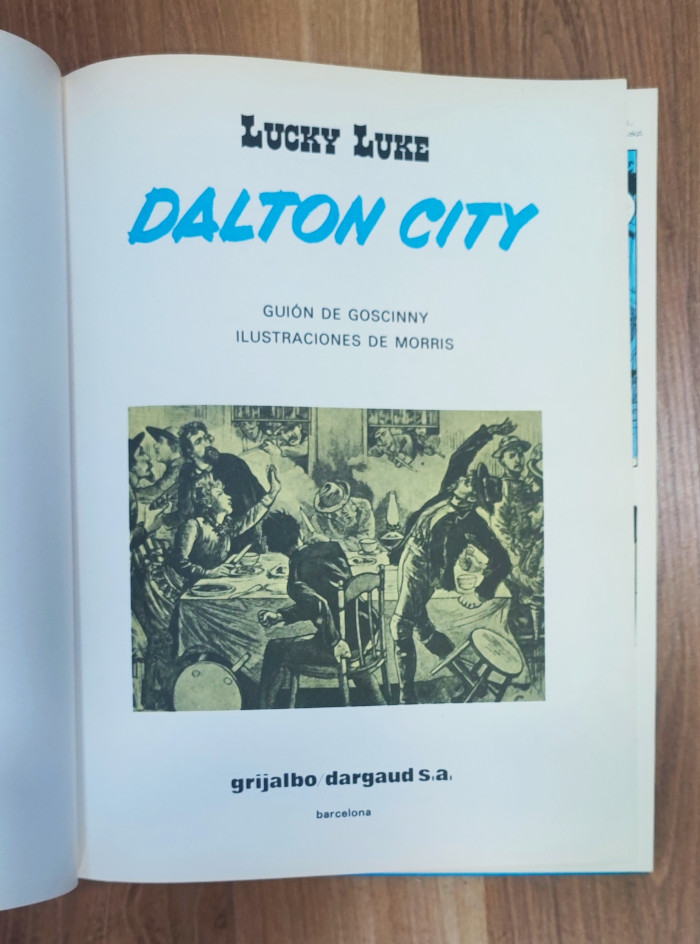 LUCKY LUKE
DALTON CITY
GUIÓN DE GOSCINNY
ILUSTRACIONES DE MORRIS
grijalbo/dargaud s.a.
barcelona